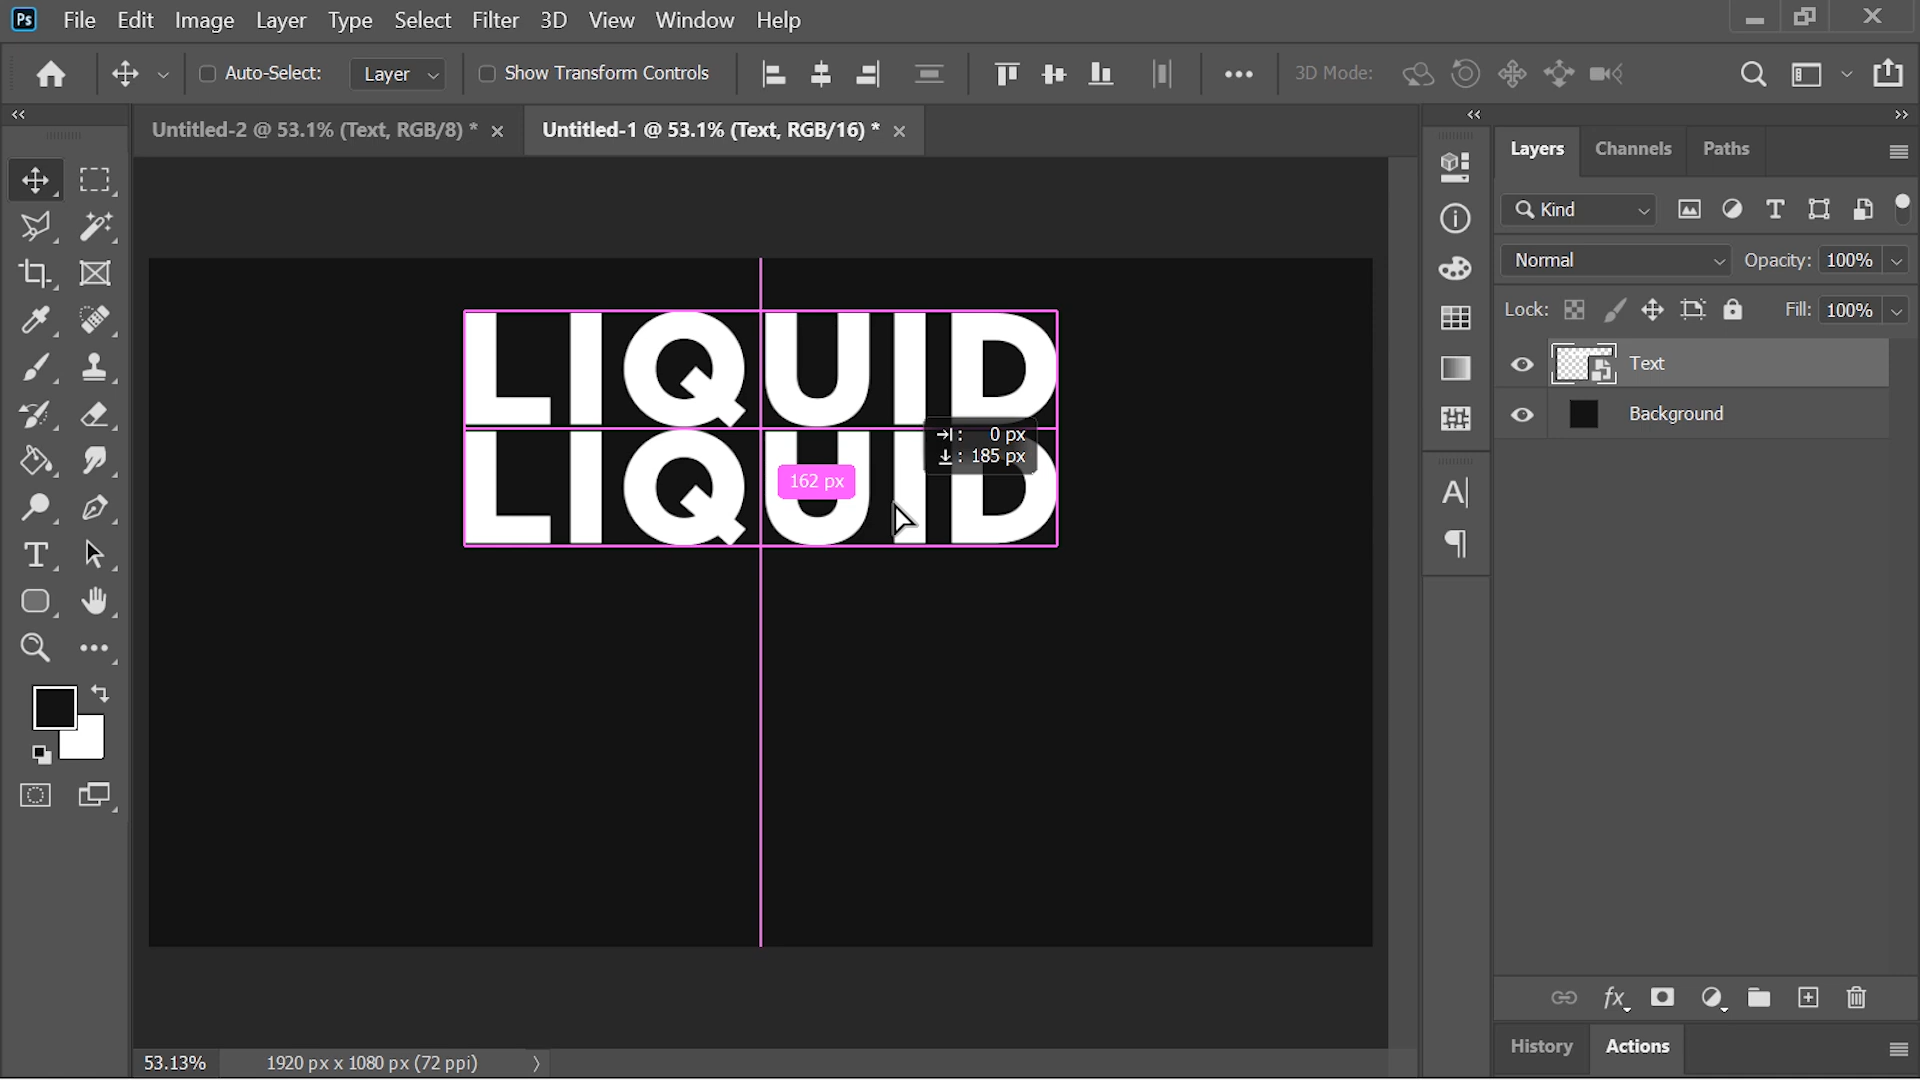 Ps File Edit Image Layer Type Select Filter 3D View Window Help
Auto-Select: Layer Show Transform Controls 3D Mode:
Untitled-2 @ 53.1% (Text, RGB/8) * Untitled-1 @ 53.1% (Text, RGB/16) *
Layers Channels Paths
Kind
Normal Opacity: 100%
Lock: Fill: 100%
Text
Background
LIQUID
LIQUID
0 px
185 px
162 px
History Actions
53.13% 1920 px x 1080 px (72 ppi)